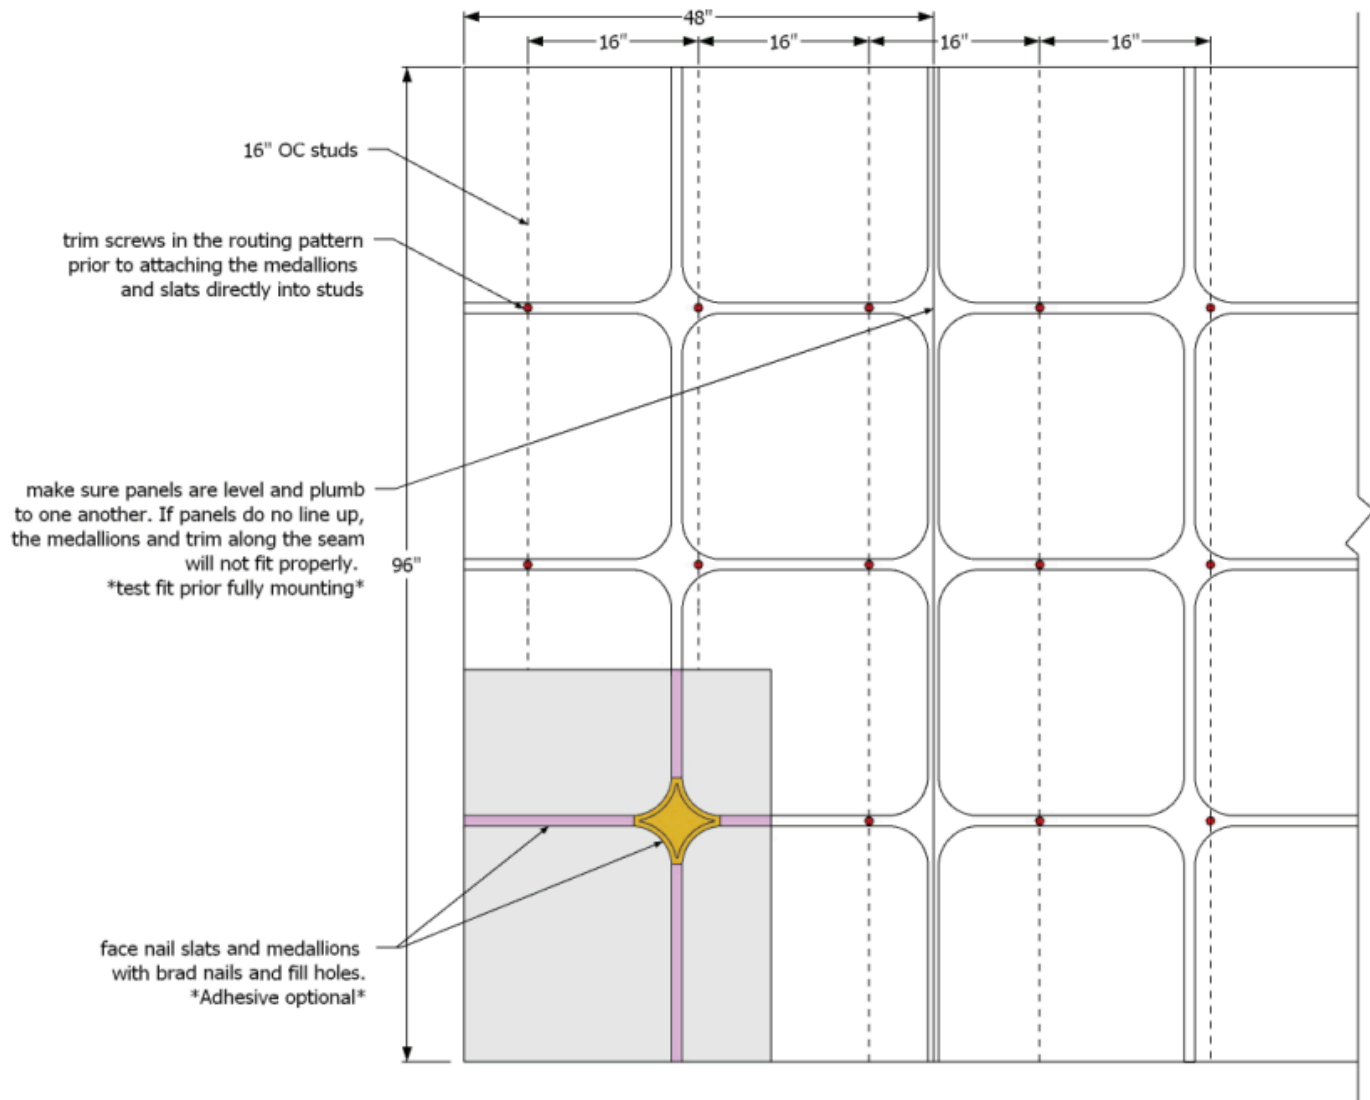 48"
16"
16"
16"
16"
16" OC studs
trim screws in the routing pattern
prior to attaching the medallions
and slats directly into studs
make sure panels are level and plumb
to one another. If panels do no line up,
the medallions and trim along the seam
will not fit properly.
*test fit prior fully mounting*
96"
face nail slats and medallions
with brad nails and fill holes.
*Adhesive optional*